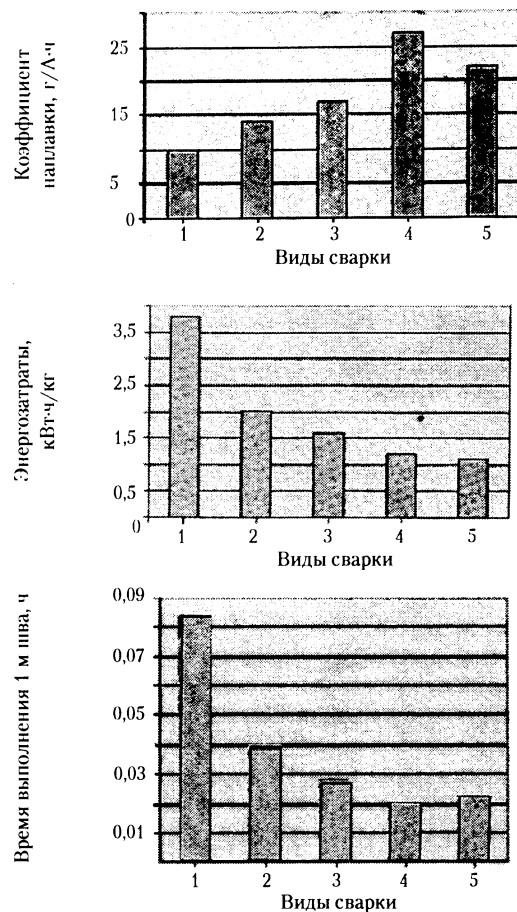 Коэффициент
наплавки, г/А·ч
25
15
5
0
1 2 3 4 5
Виды сварки
Энергозатраты,
кВт·ч/кг
3,5
2,5
1,5
0,5
0
1 2 3 4 5
Виды сварки
Время выполнения 1 м шва, ч
0,09
0,07
0,05
0,03
0,01
1 2 3 4 5
Виды сварки